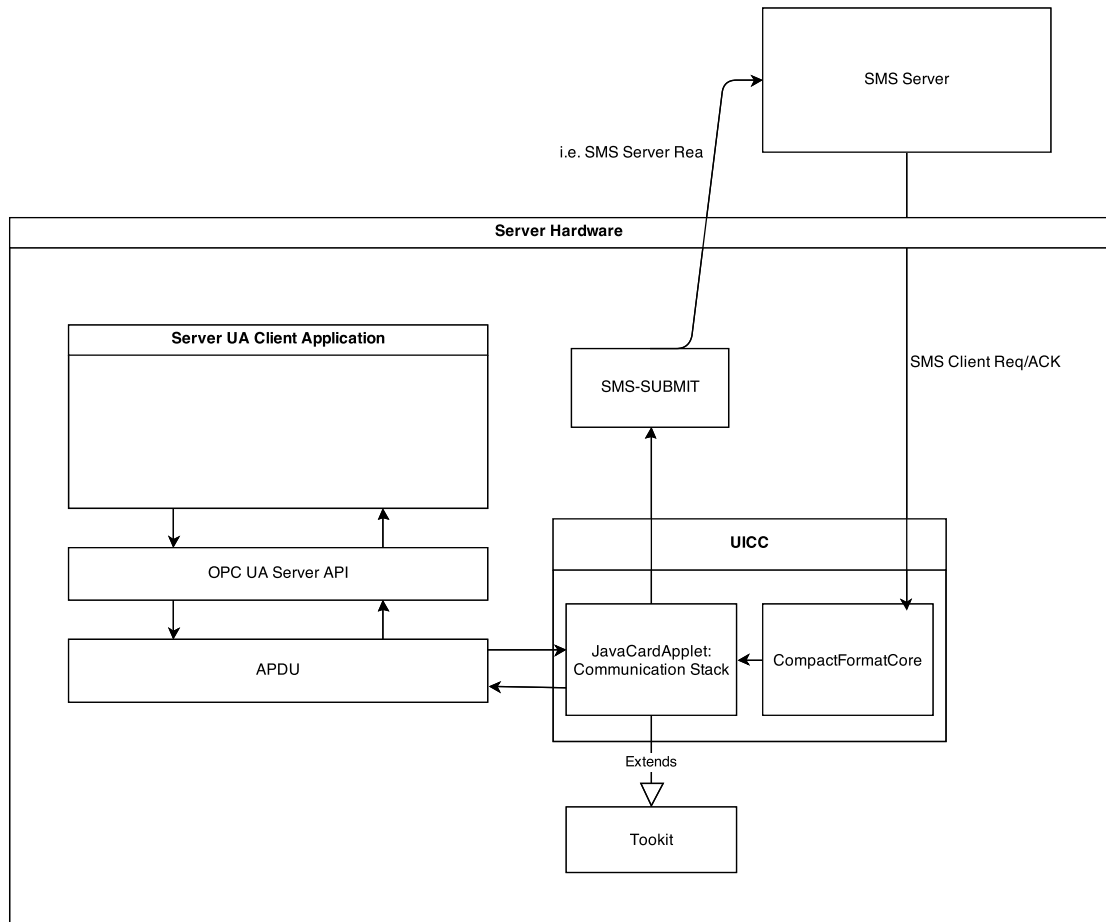 SMS Server
i.e. SMS Server Rea
Server Hardware
Server UA Client Application
SMS Client Req/ACK
SMS-SUBMIT
UICC
OPC UA Server API
JavaCardApplet:
Communication Stack
CompactFormatCore
APDU
Extends
Tookit